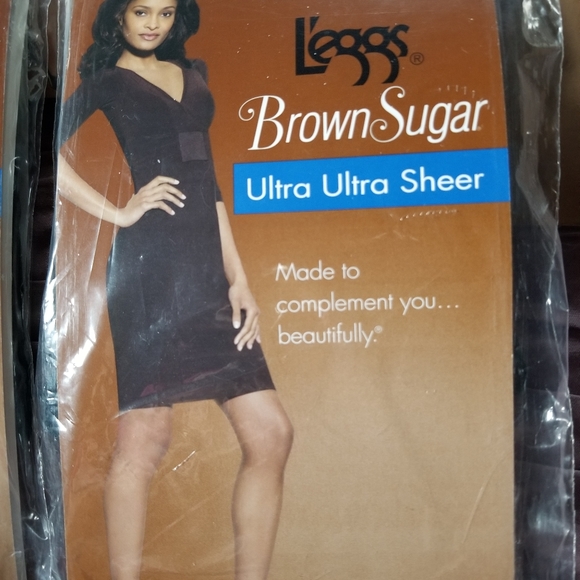 L'eggs®
Brown Sugar
Ultra Ultra Sheer
Made to
complement you...
beautifully.®